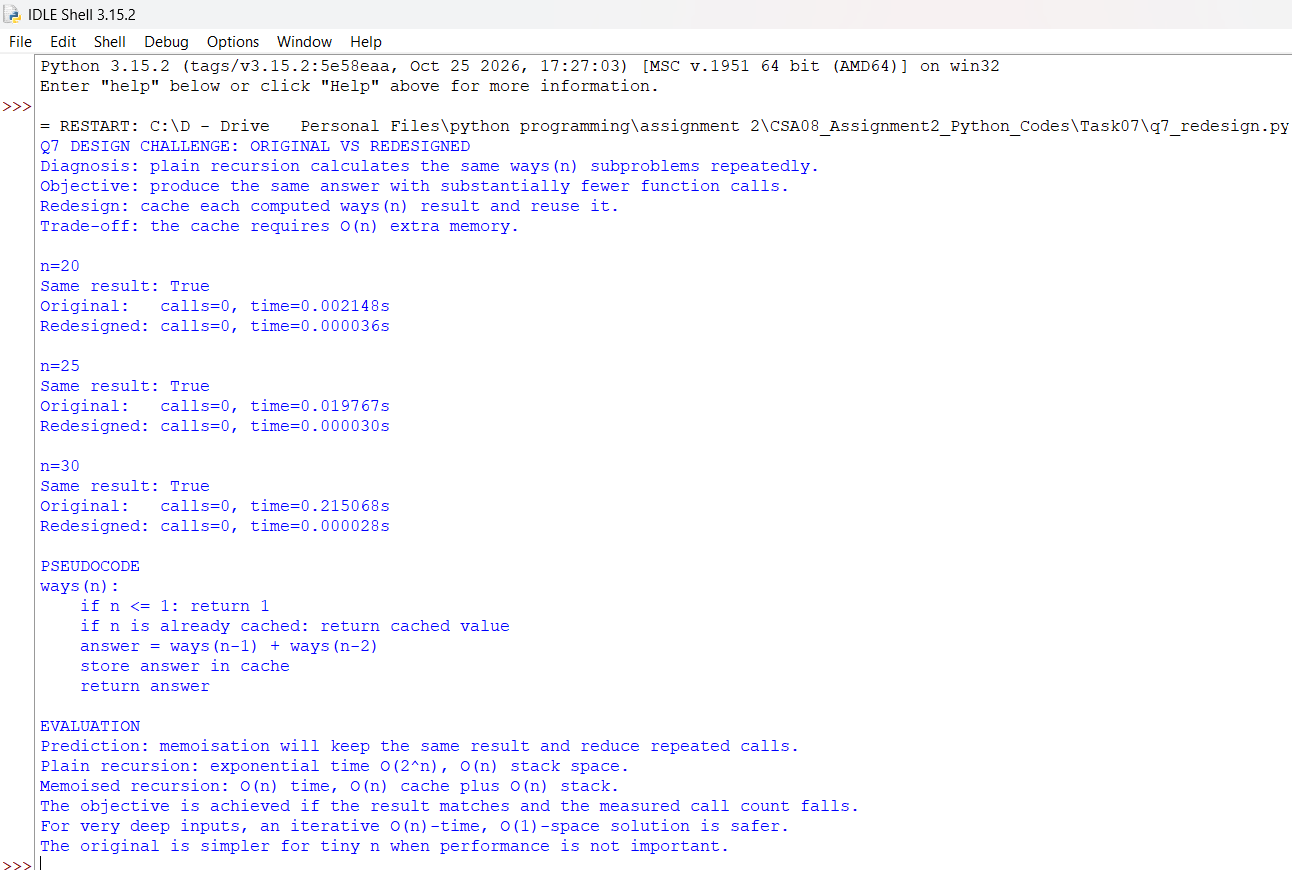 IDLE Shell 3.15.2
File Edit Shell Debug Options Window Help
Python 3.15.2 (tags/v3.15.2:5e58eaa, Oct 25 2026, 17:27:03) [MSC v.1951 64 bit (AMD64)] on win32
Enter "help" below or click "Help" above for more information.
>>>
= RESTART: C:\D - Drive   Personal Files\python programming\assignment 2\CSA08_Assignment2_Python_Codes\Task07\q7_redesign.py
Q7 DESIGN CHALLENGE: ORIGINAL VS REDESIGNED
Diagnosis: plain recursion calculates the same ways(n) subproblems repeatedly.
Objective: produce the same answer with substantially fewer function calls.
Redesign: cache each computed ways(n) result and reuse it.
Trade-off: the cache requires O(n) extra memory.

n=20
Same result: True
Original:   calls=0, time=0.002148s
Redesigned: calls=0, time=0.000036s

n=25
Same result: True
Original:   calls=0, time=0.019767s
Redesigned: calls=0, time=0.000030s

n=30
Same result: True
Original:   calls=0, time=0.215068s
Redesigned: calls=0, time=0.000028s

PSEUDOCODE
ways(n):
    if n <= 1: return 1
    if n is already cached: return cached value
    answer = ways(n-1) + ways(n-2)
    store answer in cache
    return answer

EVALUATION
Prediction: memoisation will keep the same result and reduce repeated calls.
Plain recursion: exponential time O(2^n), O(n) stack space.
Memoised recursion: O(n) time, O(n) cache plus O(n) stack.
The objective is achieved if the result matches and the measured call count falls.
For very deep inputs, an iterative O(n)-time, O(1)-space solution is safer.
The original is simpler for tiny n when performance is not important.
>>>